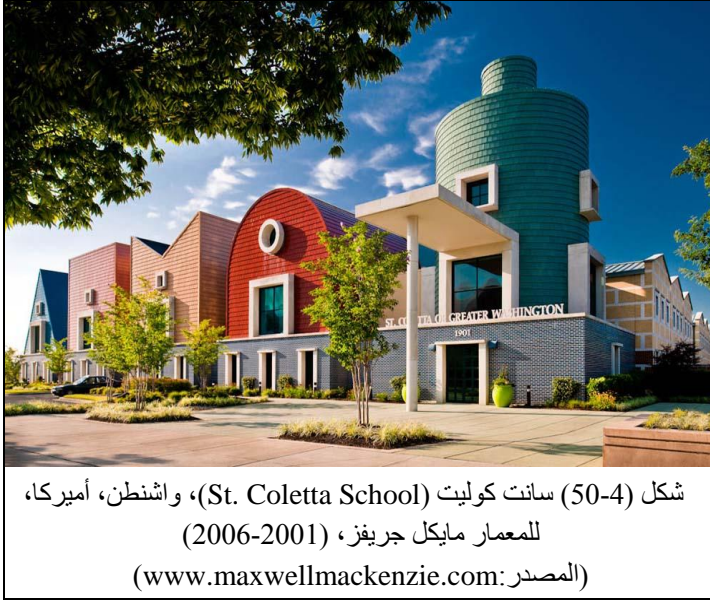 ST. COLETTA OF GREATER WASHINGTON
1901
شكل (4-50) سانت كوليت (St. Coletta School)، واشنطن، أميركا،
للمعمار مايكل جريفز، (2001-2006)
(المصدر:www.maxwellmackenzie.com)